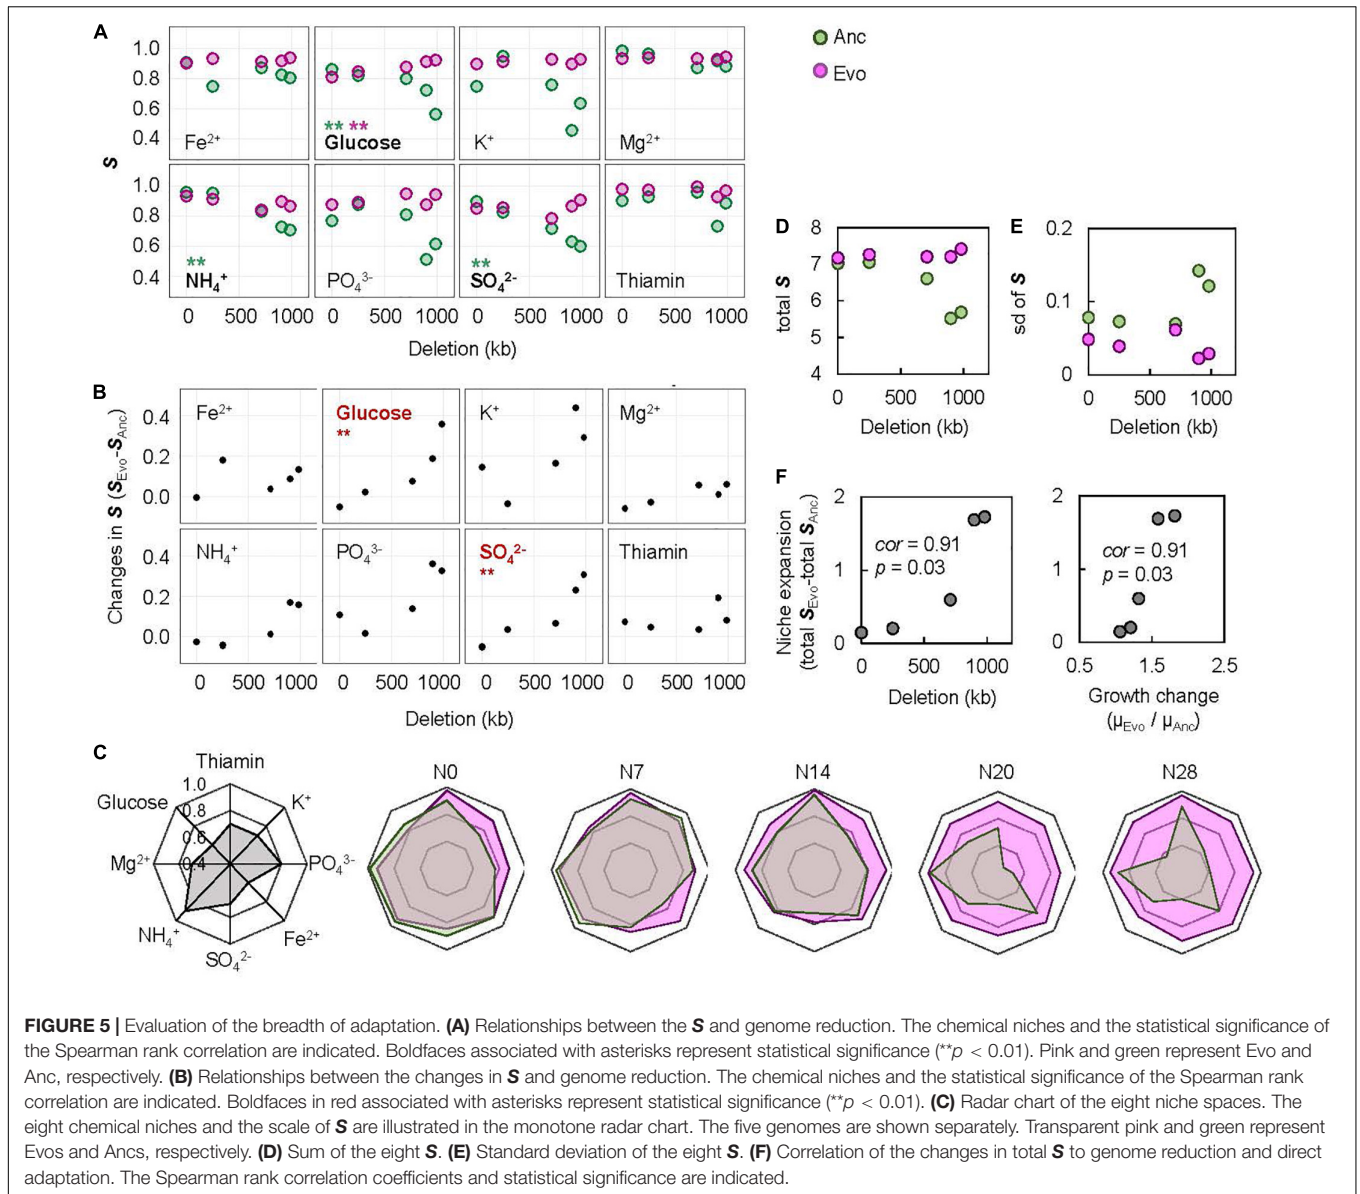 A
S
1.0
0.8
0.6
0.4
Fe²⁺
** **
Glucose
K⁺
Mg²⁺
1.0
0.8
0.6
0.4
**
NH₄⁺
PO₄³⁻
**
SO₄²⁻
Thiamin
0 500 1000 0 500 1000 0 500 1000 0 500 1000
Deletion (kb)
Anc
Evo
D
total S
8
7
6
5
4
0 500 1000
Deletion (kb)
E
sd of S
0.2
0.1
0
0 500 1000
Deletion (kb)
B
Changes in S (S_Evo-S_Anc)
0.4
0.2
0.0
Fe²⁺
Glucose
**
K⁺
Mg²⁺
0.4
0.2
0.0
NH₄⁺
PO₄³⁻
SO₄²⁻
**
Thiamin
0 500 1000 0 500 1000 0 500 1000 0 500 1000
Deletion (kb)
F
Niche expansion
(total S_Evo-total S_Anc)
2
1
0
cor = 0.91
p = 0.03
0 500 1000
Deletion (kb)
2
1
0
cor = 0.91
p = 0.03
0.5 1.5 2.5
Growth change
(μ_Evo / μ_Anc)
C
Thiamin
1.0
0.8
0.6
0.4
Glucose
K⁺
Mg²⁺
PO₄³⁻
NH₄⁺
Fe²⁺
SO₄²⁻
N0
N7
N14
N20
N28
FIGURE 5 | Evaluation of the breadth of adaptation. (A) Relationships between the S and genome reduction. The chemical niches and the statistical significance of
the Spearman rank correlation are indicated. Boldfaces associated with asterisks represent statistical significance (**p < 0.01). Pink and green represent Evo and
Anc, respectively. (B) Relationships between the changes in S and genome reduction. The chemical niches and the statistical significance of the Spearman rank
correlation are indicated. Boldfaces in red associated with asterisks represent statistical significance (**p < 0.01). (C) Radar chart of the eight niche spaces. The
eight chemical niches and the scale of S are illustrated in the monotone radar chart. The five genomes are shown separately. Transparent pink and green represent
Evos and Ancs, respectively. (D) Sum of the eight S. (E) Standard deviation of the eight S. (F) Correlation of the changes in total S to genome reduction and direct
adaptation. The Spearman rank correlation coefficients and statistical significance are indicated.